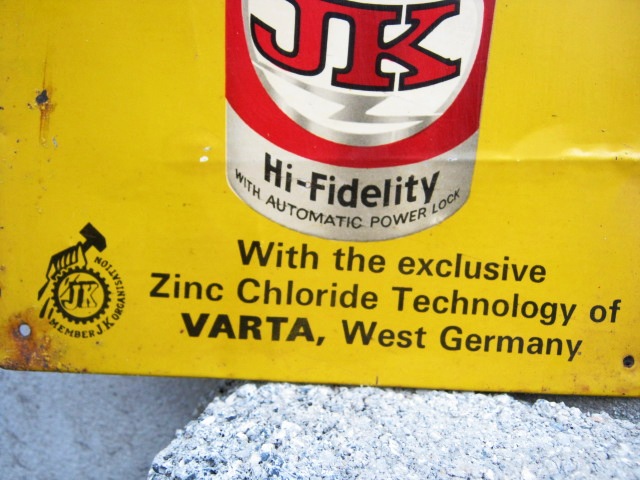 JK
Hi-Fidelity
WITH AUTOMATIC POWER LOCK
With the exclusive
Zinc Chloride Technology of
VARTA, West Germany
JK
MEMBER J K ORGANISATION